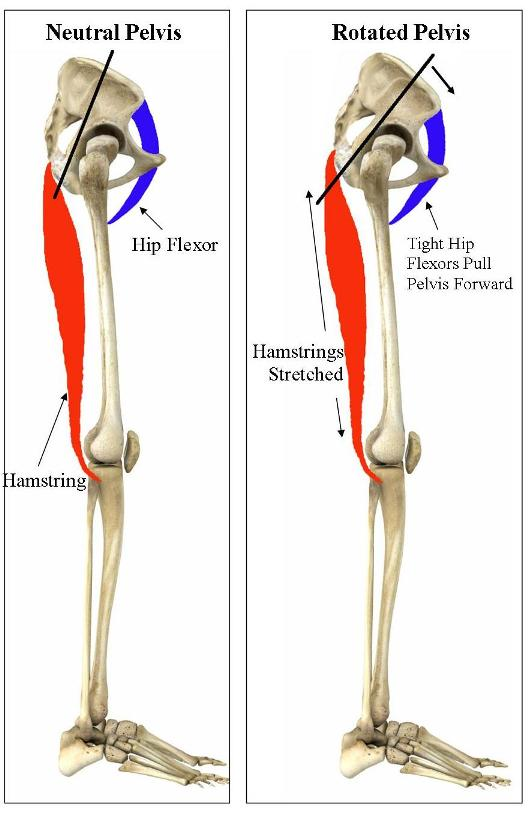 Neutral Pelvis
Hip Flexor
Hamstring
Rotated Pelvis
Tight Hip
Flexors Pull
Pelvis Forward
Hamstrings
Stretched